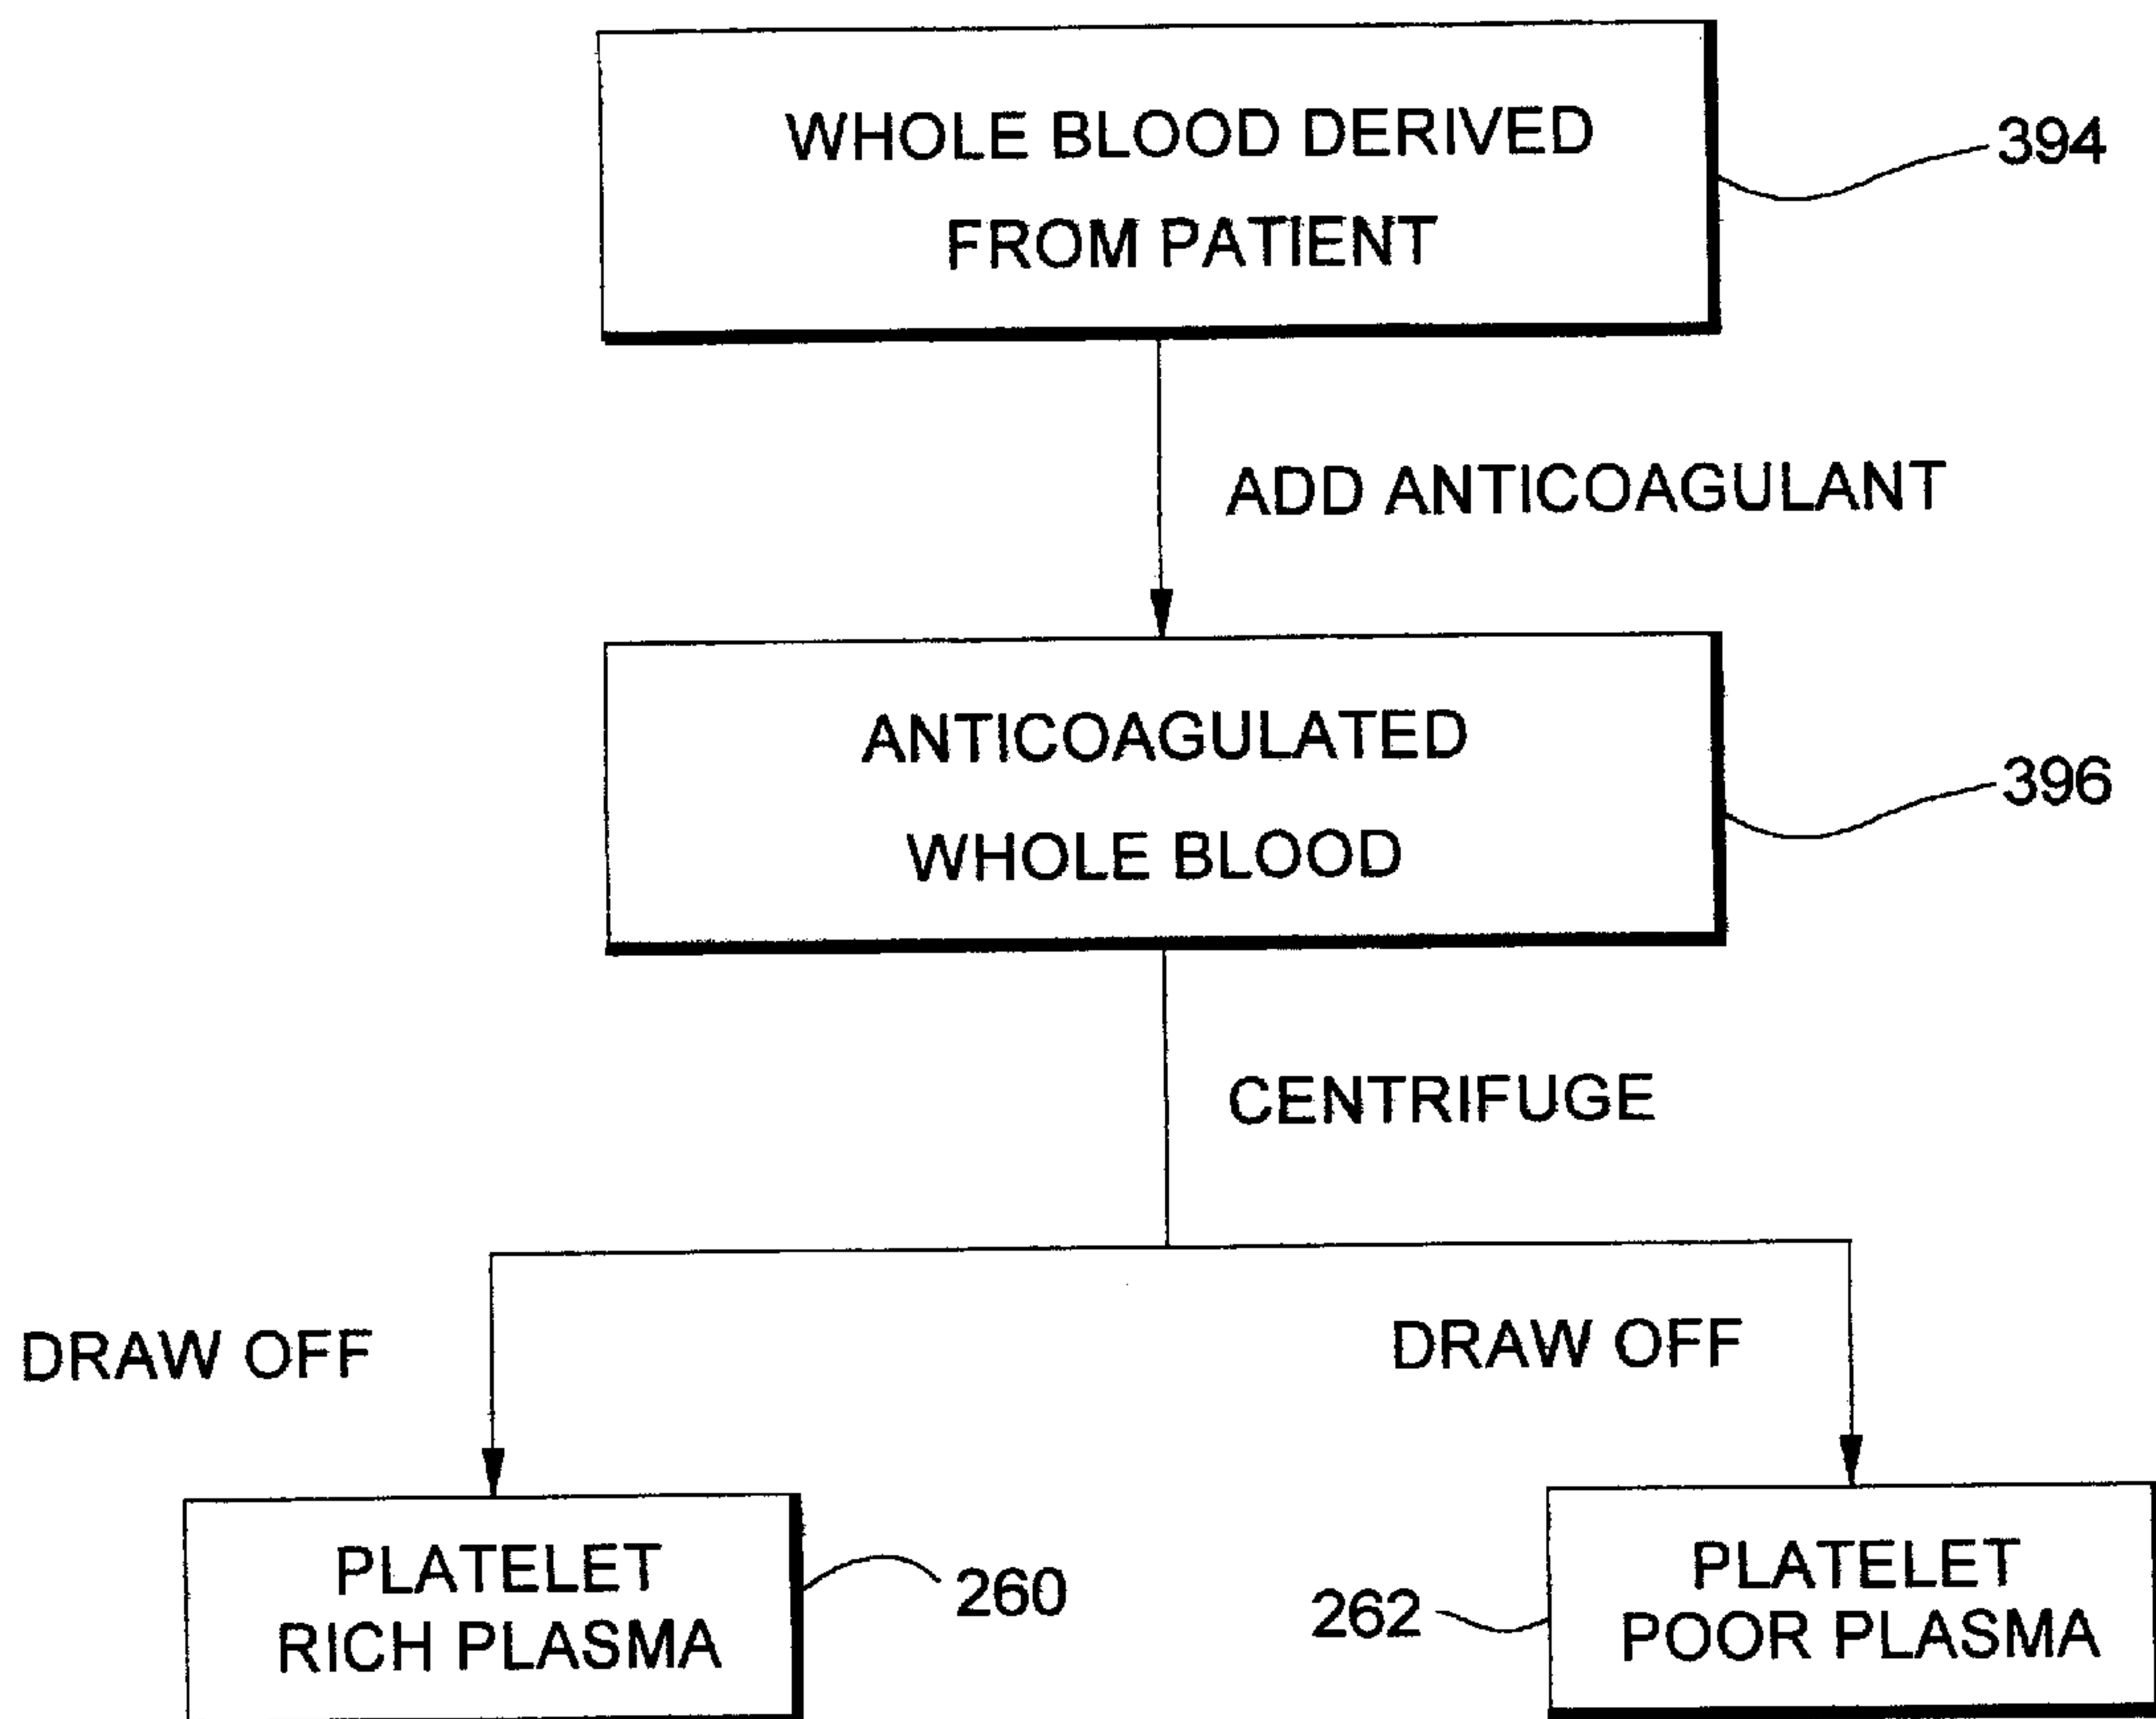 WHOLE BLOOD DERIVED
FROM PATIENT
394
ADD ANTICOAGULANT
ANTICOAGULATED
WHOLE BLOOD
396
CENTRIFUGE
DRAW OFF
DRAW OFF
PLATELET
RICH PLASMA
260
262
PLATELET
POOR PLASMA